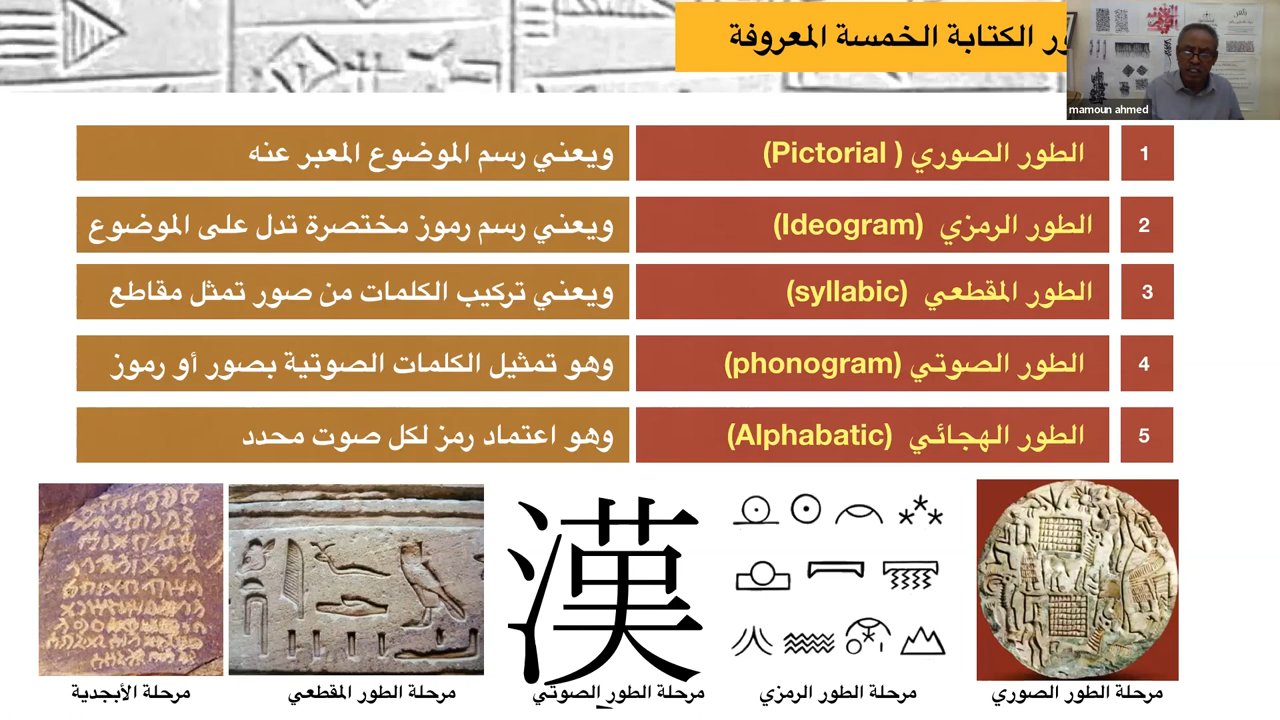 الكتابة الخمسة المعروفة
mamoun ahmed
1 الطور الصوري ( Pictorial) ويعني رسم الموضوع المعبر عنه
2 الطور الرمزي (Ideogram) ويعني رسم رموز مختصرة تدل على الموضوع
3 الطور المقطعي (syllabic) ويعني تركيب الكلمات من صور تمثل مقاطع
4 الطور الصوتي (phonogram) وهو تمثيل الكلمات الصوتية بصور أو رموز
5 الطور الهجائي (Alphabatic) وهو اعتماد رمز لكل صوت محدد
漢
مرحلة الطور الصوري
مرحلة الطور الرمزي
مرحلة الطور الصوتي
مرحلة الطور المقطعي
مرحلة الأبجدية